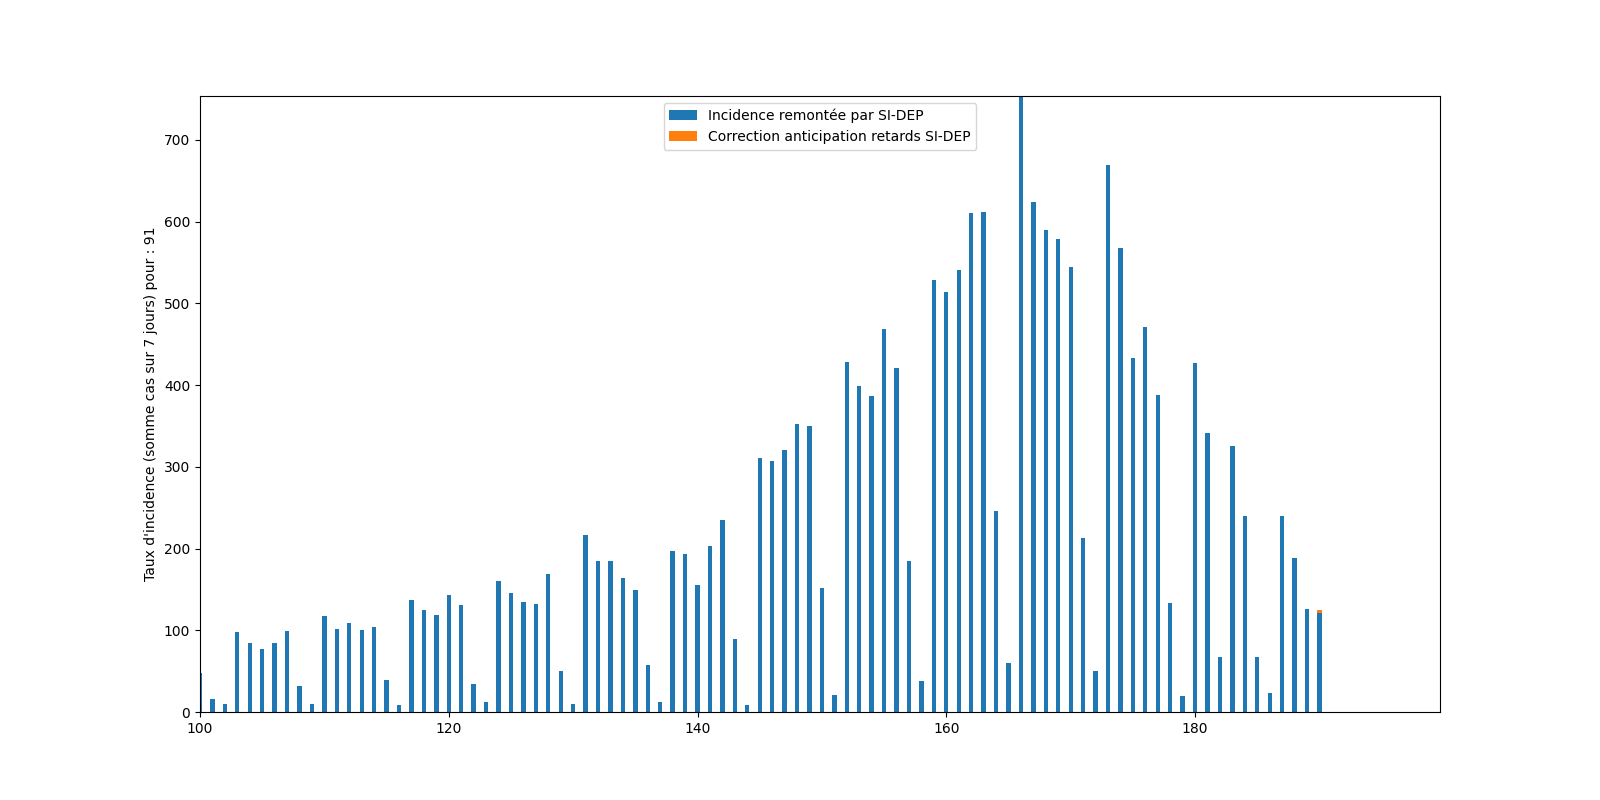 Incidence remontée par SI-DEP
Correction anticipation retards SI-DEP
Taux d'incidence (somme cas sur 7 jours) pour : 91
700
600
500
400
300
200
100
0
100 120 140 160 180